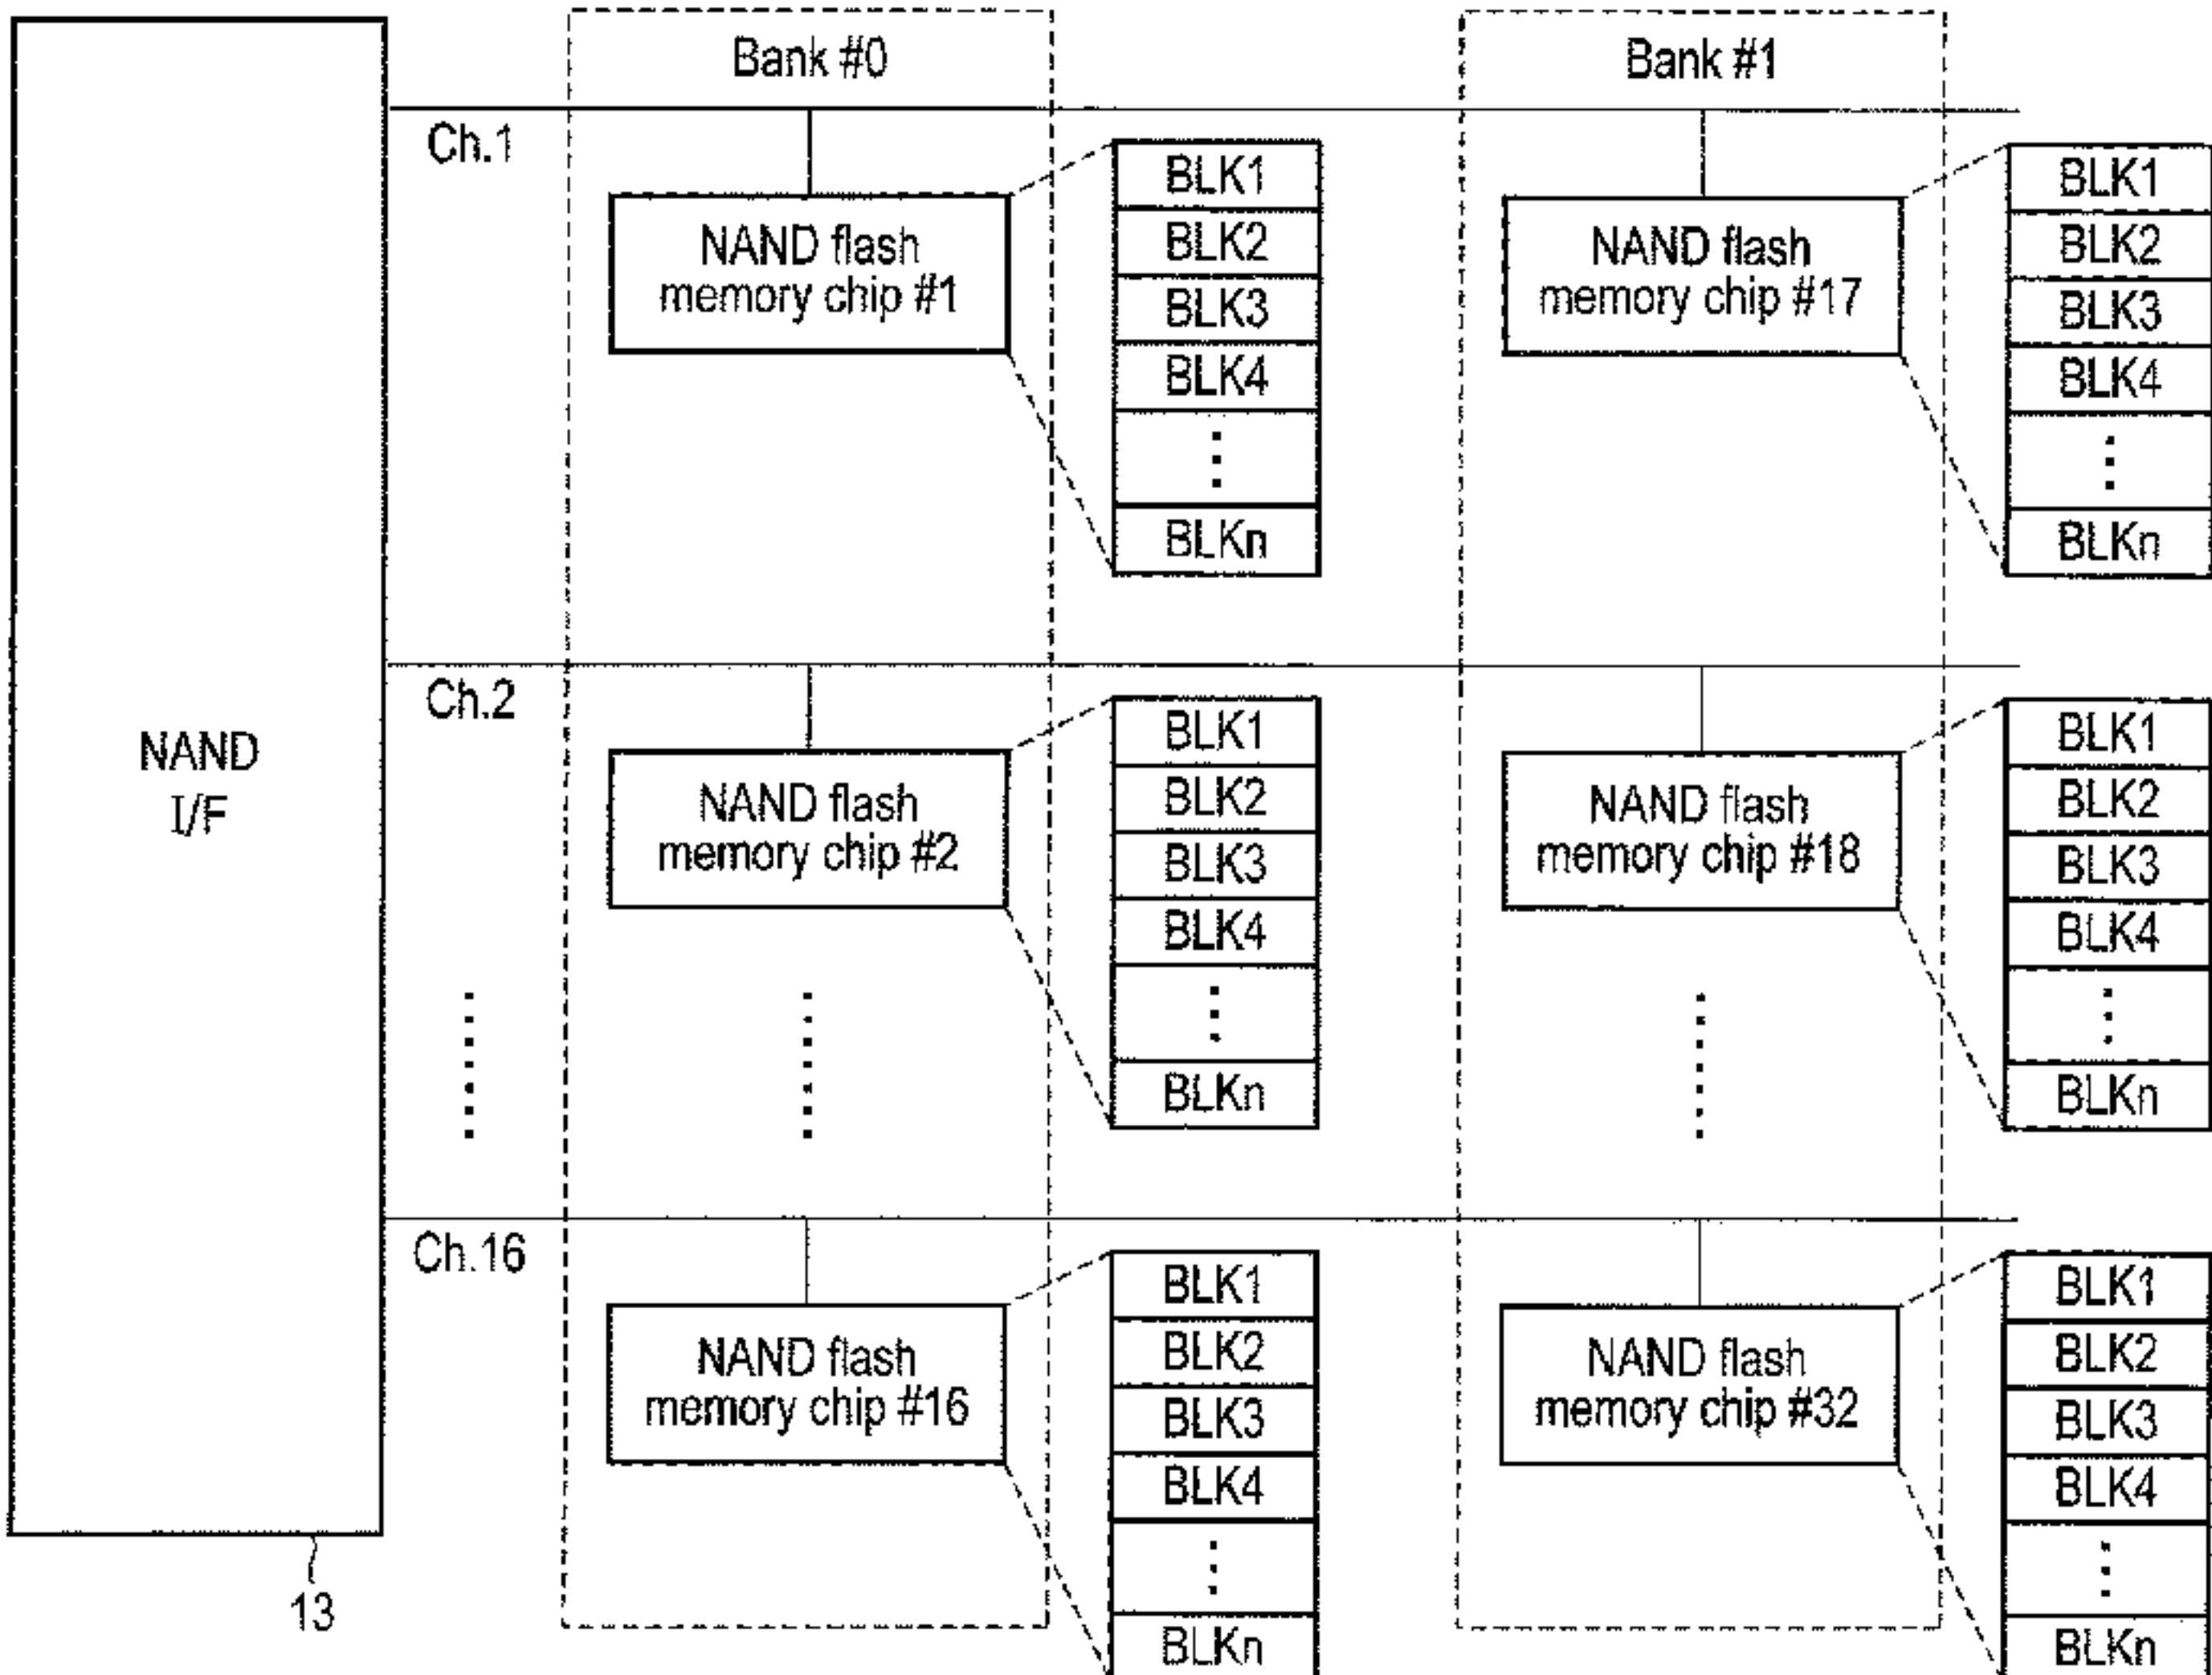 Bank #0
Bank #1
Ch.1
NAND flash
memory chip #1
BLK1
BLK2
BLK3
BLK4
BLKn
NAND flash
memory chip #17
BLK1
BLK2
BLK3
BLK4
BLKn
NAND
I/F
Ch.2
NAND flash
memory chip #2
BLK1
BLK2
BLK3
BLK4
BLKn
NAND flash
memory chip #18
BLK1
BLK2
BLK3
BLK4
BLKn
Ch.16
NAND flash
memory chip #16
BLK1
BLK2
BLK3
BLK4
BLKn
NAND flash
memory chip #32
BLK1
BLK2
BLK3
BLK4
BLKn
13